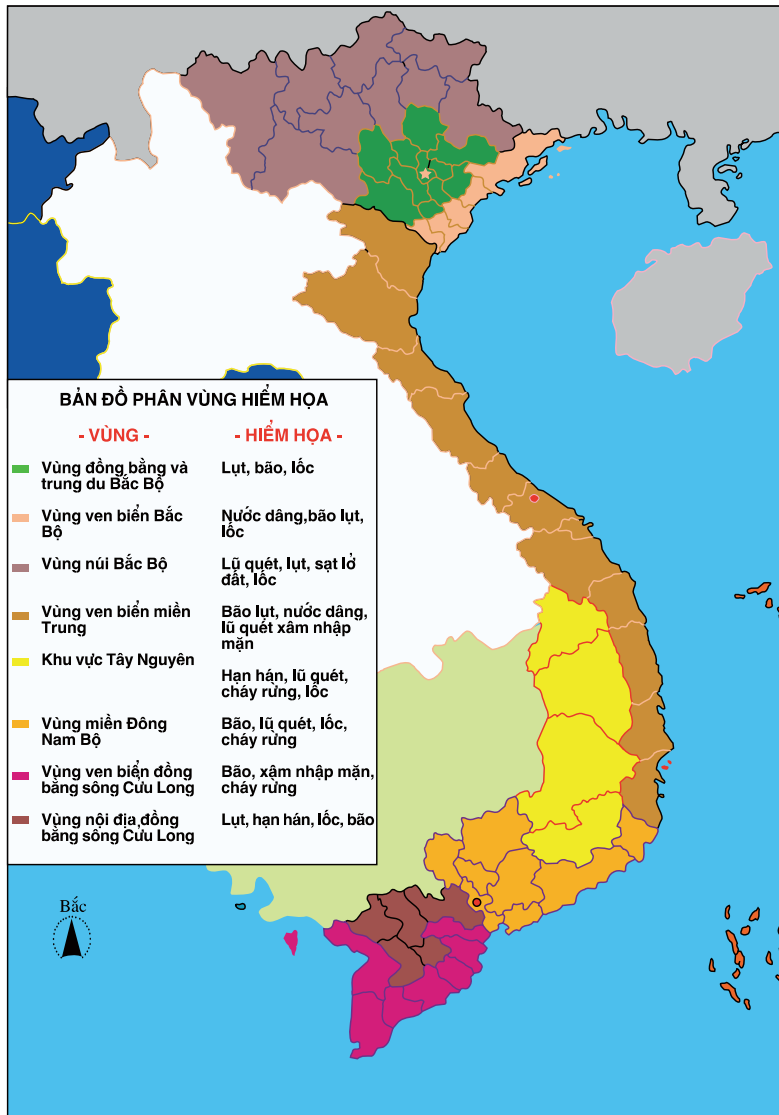 BẢN ĐỒ PHÂN VÙNG HIỂM HỌA
- VÙNG -
- HIỂM HỌA -
Vùng đồng bằng và
trung du Bắc Bộ
Lụt, bão, lốc
Vùng ven biển Bắc
Bộ
Nước dâng,bão lụt,
lốc
Vùng núi Bắc Bộ
Lũ quét, lụt, sạt lở
đất, lốc
Vùng ven biển miền
Trung
Bão lụt, nước dâng,
lũ quét xâm nhập
mặn
Khu vực Tây Nguyên
Hạn hán, lũ quét,
cháy rừng, lốc
Vùng miền Đông
Nam Bộ
Bão, lũ quét, lốc,
cháy rừng
Vùng ven biển đồng
bằng sông Cửu Long
Bão, xậm nhập mặn,
cháy rừng
Vùng nội địa đồng
bằng sông Cửu Long
Lụt, hạn hán, lốc, bão
Bắc